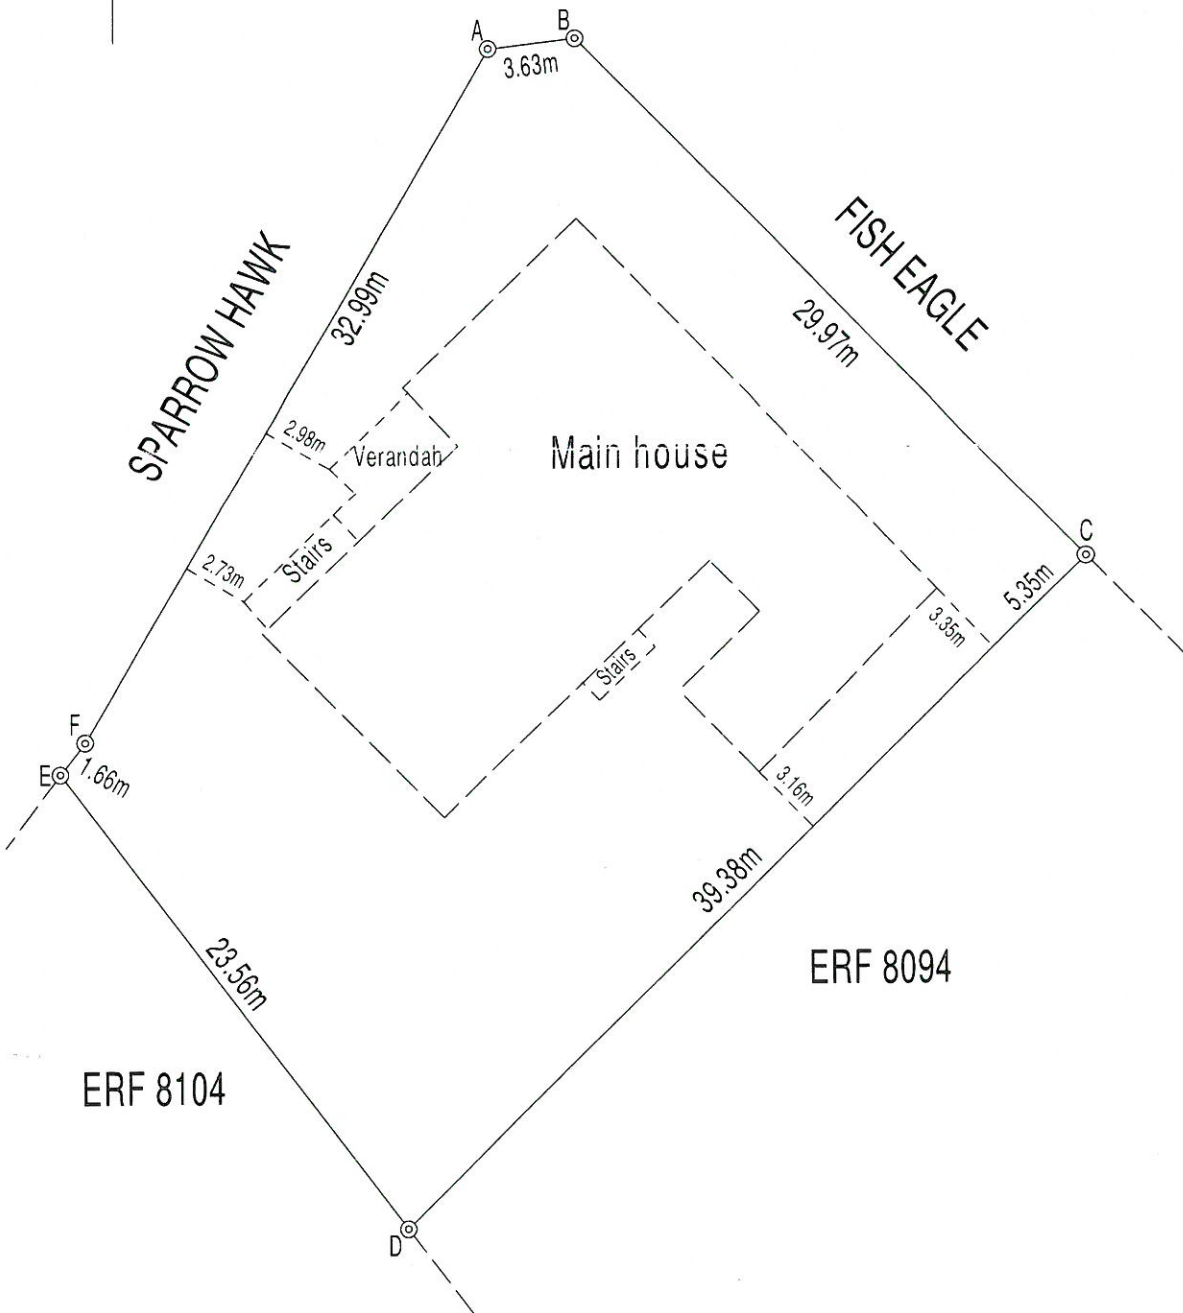 A
B
3.63m
FISH EAGLE
SPARROW HAWK
32.99m
29.97m
2.98m
Verandah
Main house
C
Stairs
5.35m
2.73m
3.35m
Stairs
F
E
1.66m
3.16m
39.38m
23.56m
ERF 8094
ERF 8104
D